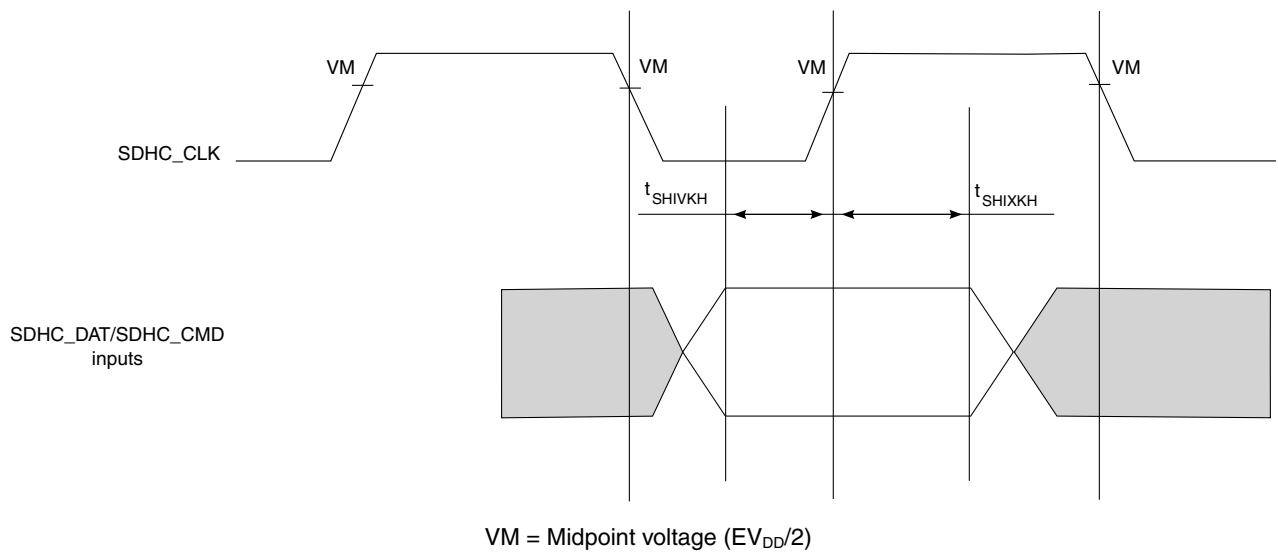 VM
VM
VM
VM
SDHC_CLK
tSHIVKH
tSHIXKH
SDHC_DAT/SDHC_CMD
inputs
VM = Midpoint voltage (EVDD/2)